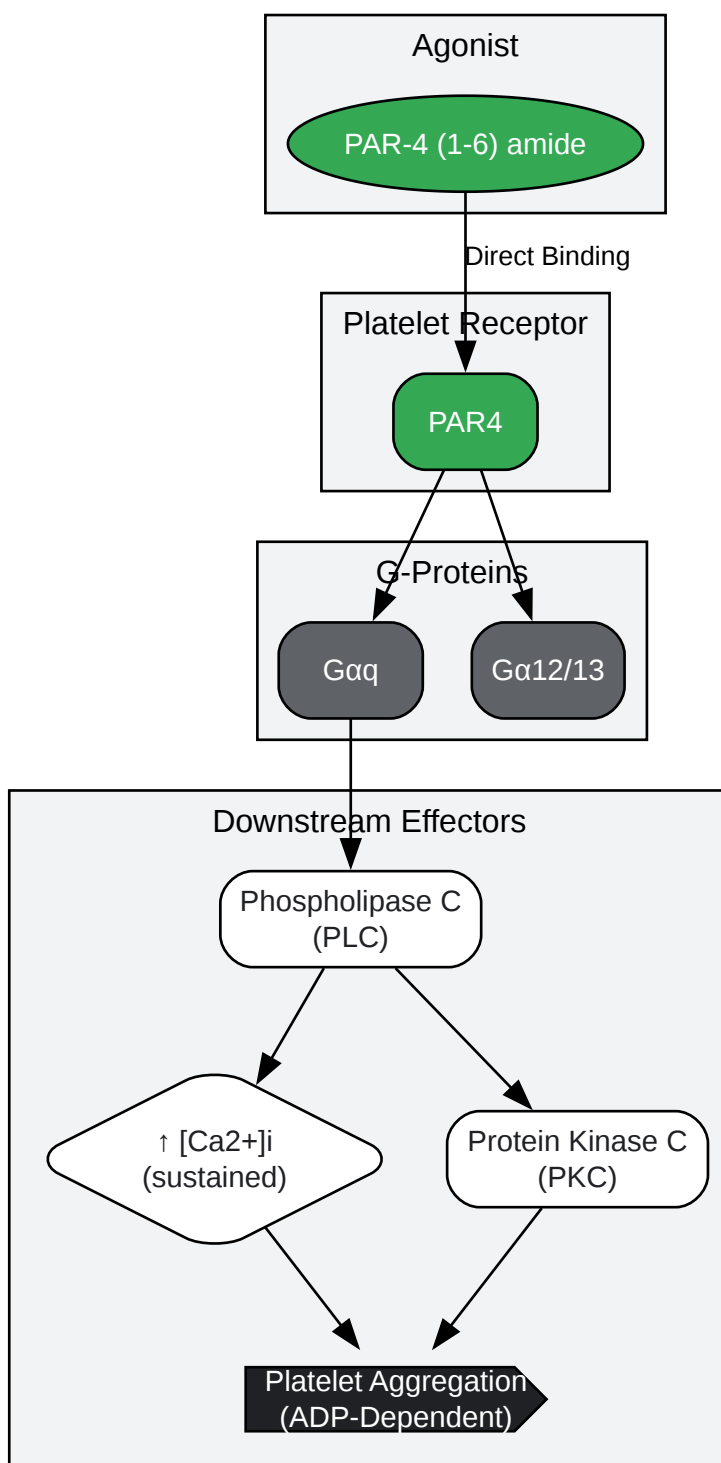 Agonist
PAR-4 (1-6) amide
Direct Binding
Platelet Receptor
PAR4
G-Proteins
Gαq
Gα12/13
Downstream Effectors
Phospholipase C
(PLC)
↑ [Ca2+]i
(sustained)
Protein Kinase C
(PKC)
Platelet Aggregation
(ADP-Dependent)